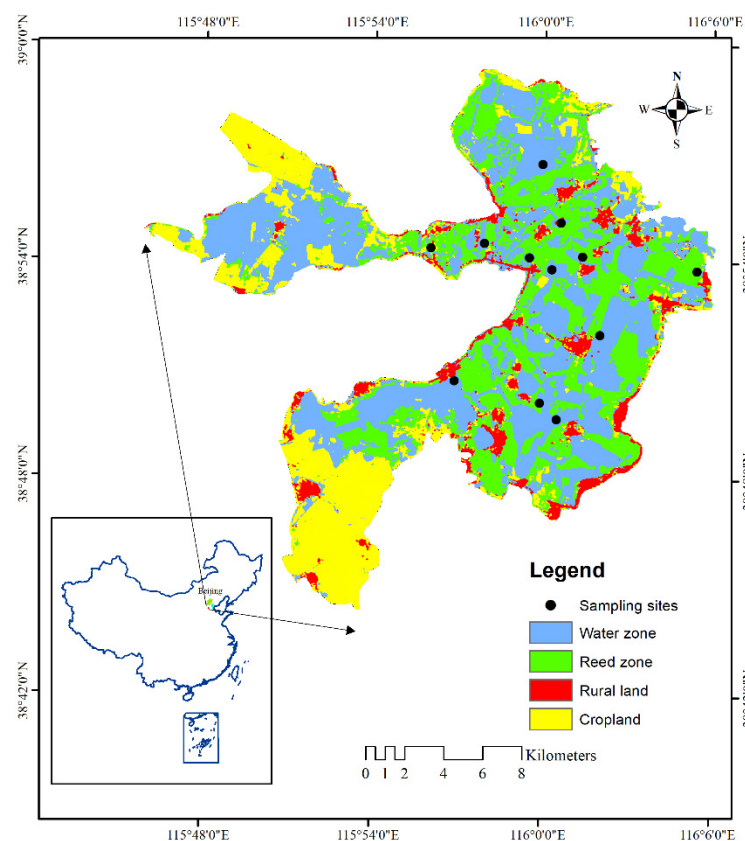 115°48'0"E 115°54'0"E 116°0'0"E 116°6'0"E
39°0'0"N
N
W E
S
38°54'0"N
38°48'0"N
Beijing
Legend
Sampling sites
Water zone
Reed zone
Rural land
Cropland
38°42'0"N
Kilometers
0 1 2 4 6 8
115°48'0"E 115°54'0"E 116°0'0"E 116°6'0"E